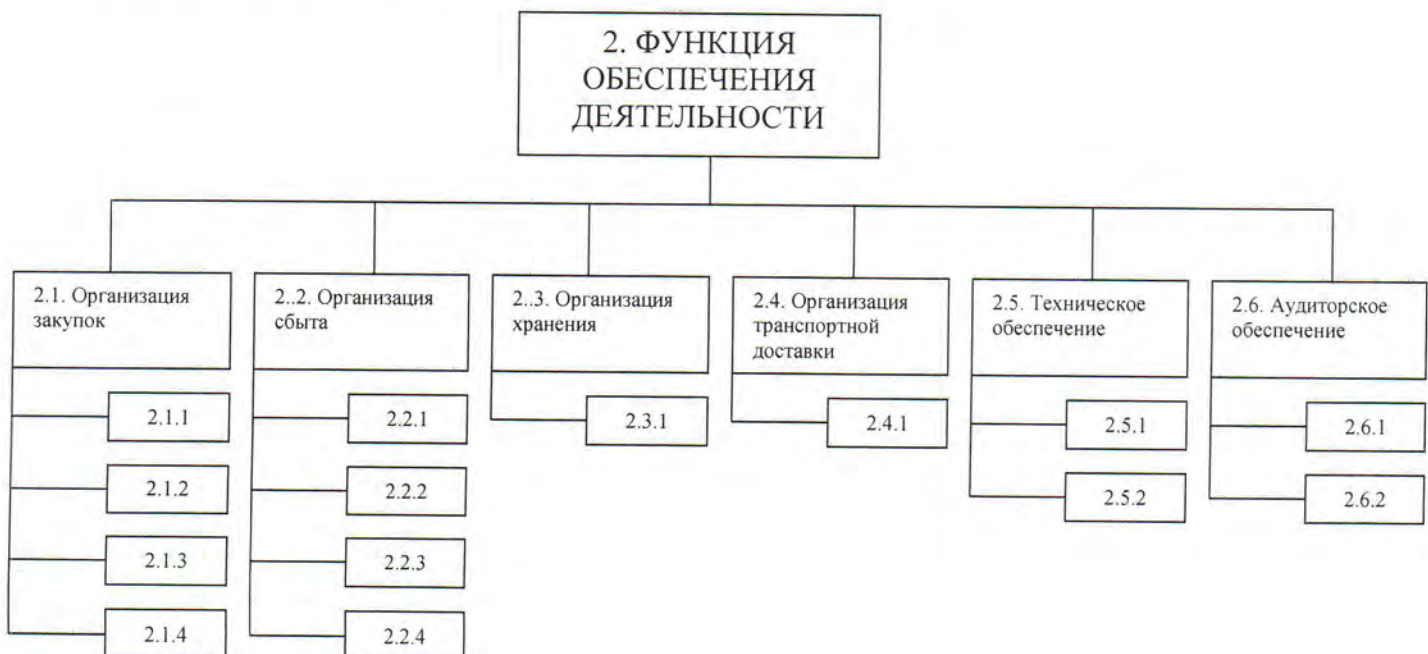 2. ФУНКЦИЯ
ОБЕСПЕЧЕНИЯ
ДЕЯТЕЛЬНОСТИ
2.1. Организация
закупок
2..2. Организация
сбыта
2..3. Организация
хранения
2.4. Организация
транспортной
доставки
2.5. Техническое
обеспечение
2.6. Аудиторское
обеспечение
2.1.1
2.2.1
2.3.1
2.4.1
2.5.1
2.6.1
2.1.2
2.2.2
2.5.2
2.6.2
2.1.3
2.2.3
2.1.4
2.2.4